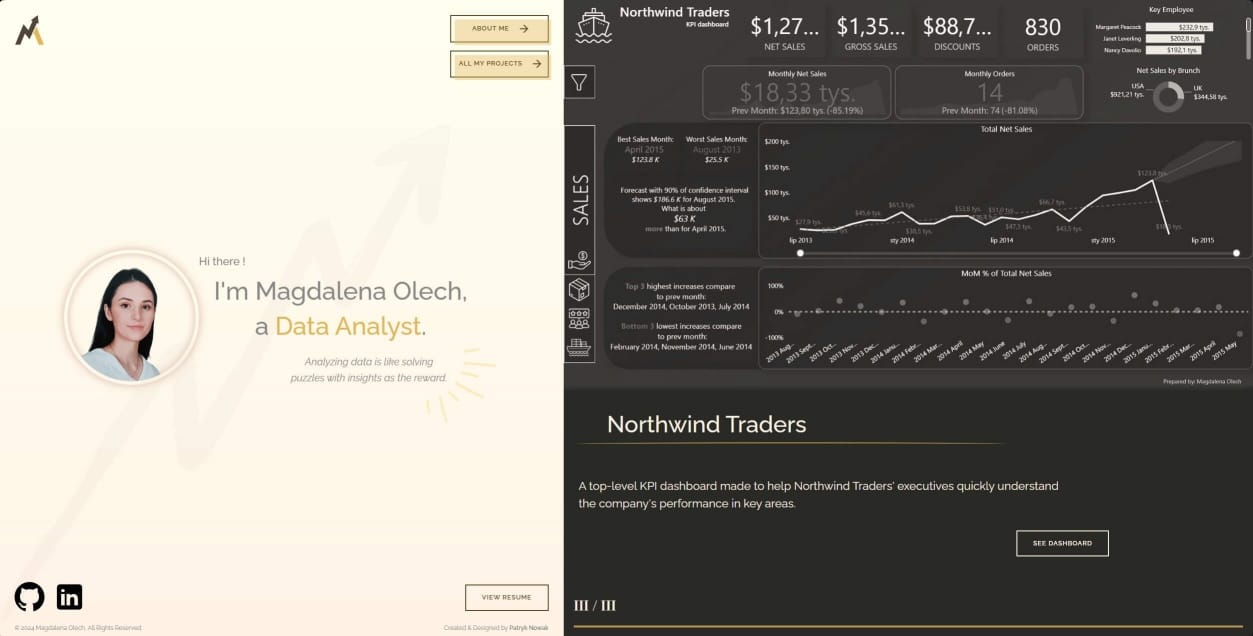 ABOUT ME
ALL MY PROJECTS
Hi there !
I'm Magdalena Olech,
a Data Analyst.
Analyzing data is like solving
puzzles with insights as the reward.
VIEW RESUME
© 2024 Magdalena Olech. All Rights Reserved.
Created & Designed by Patryk Nowak
Northwind Traders
KPI dashboard
$1,27...
NET SALES
$1,35...
GROSS SALES
$88,7...
DISCOUNTS
830
ORDERS
Key Employee
Margaret Peacock $232,9 tys.
Janet Leverling $202,8 tys.
Nancy Davolio $192,1 tys.
Monthly Net Sales
$18,33 tys.
Prev Month: $123,80 tys. (-85.19%)
Monthly Orders
14
Prev Month: 74 (-81.08%)
Net Sales by Brunch
USA
$921,21 tys.
UK
$344,58 tys.
SALES
Best Sales Month:
April 2015
$123.8 K
Worst Sales Month:
August 2013
$25.5 K
Forecast with 90% of confidence interval
shows $186.6 K for August 2015.
What is about
$63 K
more than for April 2015.
Total Net Sales
$200 tys.
$150 tys.
$100 tys.
$50 tys.
$27,9 tys.
$45,6 tys.
$61,3 tys.
$38,5 tys.
$53,8 tys.
$51,0 tys.
$47,3 tys.
$66,7 tys.
$43,5 tys.
$123,8 tys.
lip 2013
sty 2014
lip 2014
sty 2015
lip 2015
Top 3 highest increases compare
to prev month:
December 2014, October 2013, July 2014
Bottom 3 lowest increases compare
to prev month:
February 2014, November 2014, June 2014
MoM % of Total Net Sales
100%
0%
-100%
2013 Aug...
2013 Sept...
2013 Oct...
2013 Nov...
2013 Dec...
2014 Janu...
2014 Febr...
2014 Mar...
2014 April
2014 May
2014 June
2014 July
2014 Aug...
2014 Sept...
2014 Oct...
2014 Nov...
2014 Dec...
2015 Janu...
2015 Febr...
2015 Mar...
2015 April
2015 May
Prepared by: Magdalena Olech
Northwind Traders
A top-level KPI dashboard made to help Northwind Traders' executives quickly understand
the company's performance in key areas.
SEE DASHBOARD
III / III